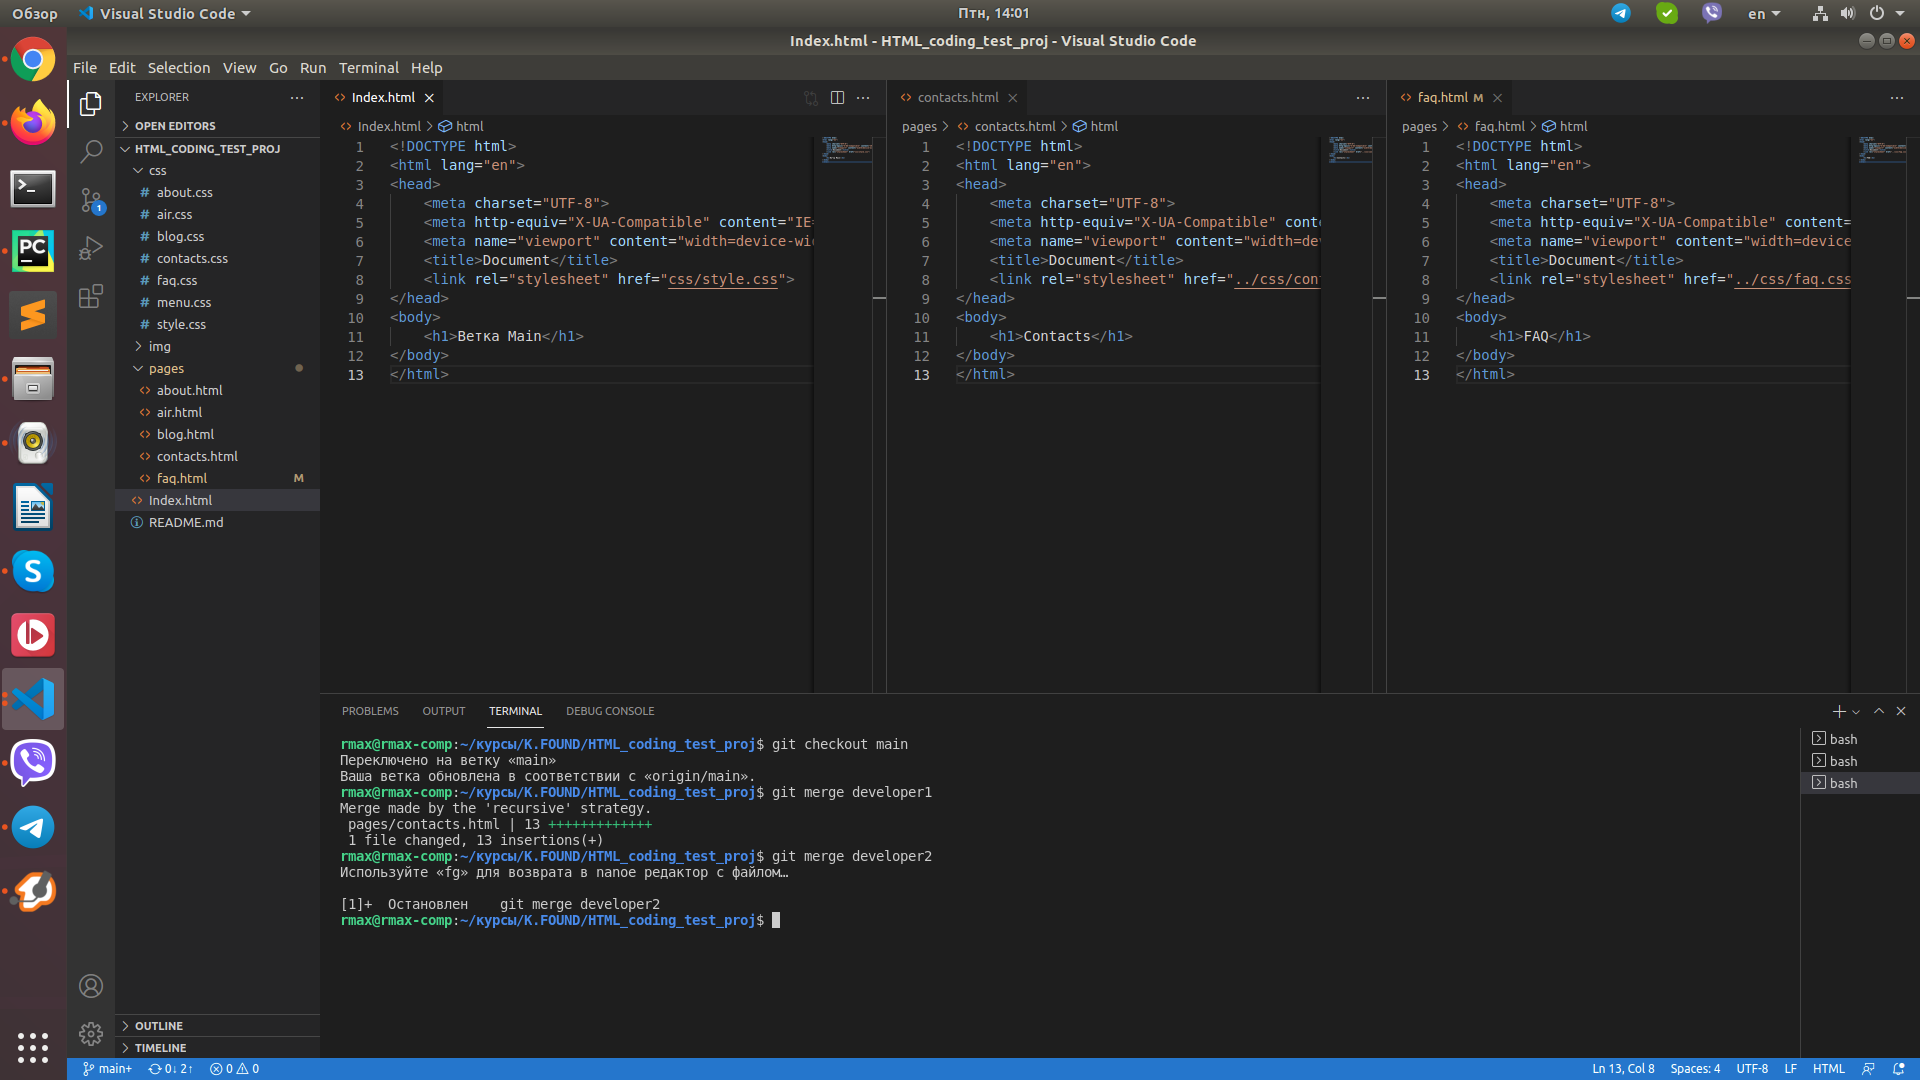 Обзор
Visual Studio Code
Птн, 14:01
en
Index.html - HTML_coding_test_proj - Visual Studio Code
File Edit Selection View Go Run Terminal Help
EXPLORER
OPEN EDITORS
HTML_CODING_TEST_PROJ
css
# about.css
# air.css
# blog.css
# contacts.css
# faq.css
# menu.css
# style.css
img
pages
<> about.html
<> air.html
<> blog.html
<> contacts.html
<> faq.html M
<> Index.html
README.md
OUTLINE
TIMELINE
<> Index.html
<> Index.html > html
1 <!DOCTYPE html>
2 <html lang="en">
3 <head>
4 <meta charset="UTF-8">
5 <meta http-equiv="X-UA-Compatible" content="IE=
6 <meta name="viewport" content="width=device-wi
7 <title>Document</title>
8 <link rel="stylesheet" href="css/style.css">
9 </head>
10 <body>
11 <h1>Ветка Main</h1>
12 </body>
13 </html>
<> contacts.html
pages > <> contacts.html > html
1 <!DOCTYPE html>
2 <html lang="en">
3 <head>
4 <meta charset="UTF-8">
5 <meta http-equiv="X-UA-Compatible" conte
6 <meta name="viewport" content="width=dev
7 <title>Document</title>
8 <link rel="stylesheet" href="../css/cont
9 </head>
10 <body>
11 <h1>Contacts</h1>
12 </body>
13 </html>
<> faq.html M
pages > <> faq.html > html
1 <!DOCTYPE html>
2 <html lang="en">
3 <head>
4 <meta charset="UTF-8">
5 <meta http-equiv="X-UA-Compatible" content=
6 <meta name="viewport" content="width=device
7 <title>Document</title>
8 <link rel="stylesheet" href="../css/faq.css
9 </head>
10 <body>
11 <h1>FAQ</h1>
12 </body>
13 </html>
PROBLEMS OUTPUT TERMINAL DEBUG CONSOLE
rmax@rmax-comp:~/курсы/K.FOUND/HTML_coding_test_proj$ git checkout main
Переключено на ветку «main»
Ваша ветка обновлена в соответствии с «origin/main».
rmax@rmax-comp:~/курсы/K.FOUND/HTML_coding_test_proj$ git merge developer1
Merge made by the 'recursive' strategy.
pages/contacts.html | 13 +++++++++++++
1 file changed, 13 insertions(+)
rmax@rmax-comp:~/курсы/K.FOUND/HTML_coding_test_proj$ git merge developer2
Используйте «fg» для возврата в nanoе редактор с файлом…
[1]+ Остановлен git merge developer2
rmax@rmax-comp:~/курсы/K.FOUND/HTML_coding_test_proj$
bash
bash
bash
main+ 0↓ 2↑ 0 0
Ln 13, Col 8 Spaces: 4 UTF-8 LF HTML
PC
S
1